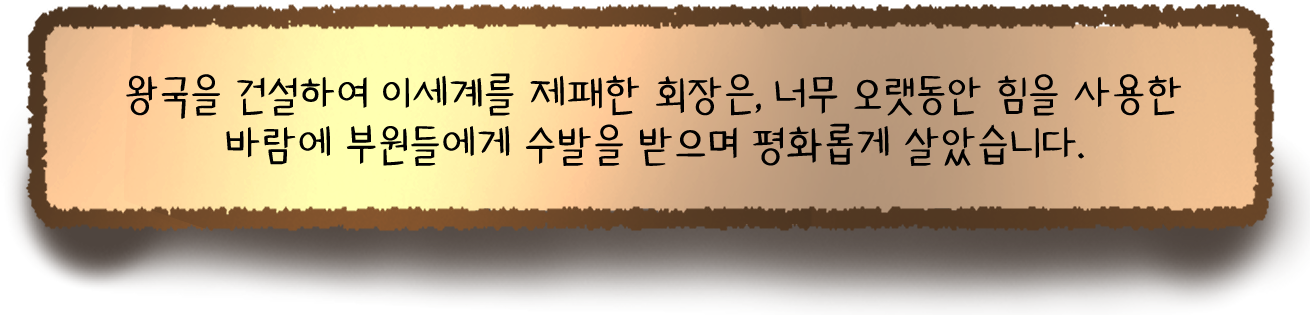 왕국을 건설하여 이세계를 제패한 회장은, 너무 오랫동안 힘을 사용한
바람에 부원들에게 수발을 받으며 평화롭게 살았습니다.